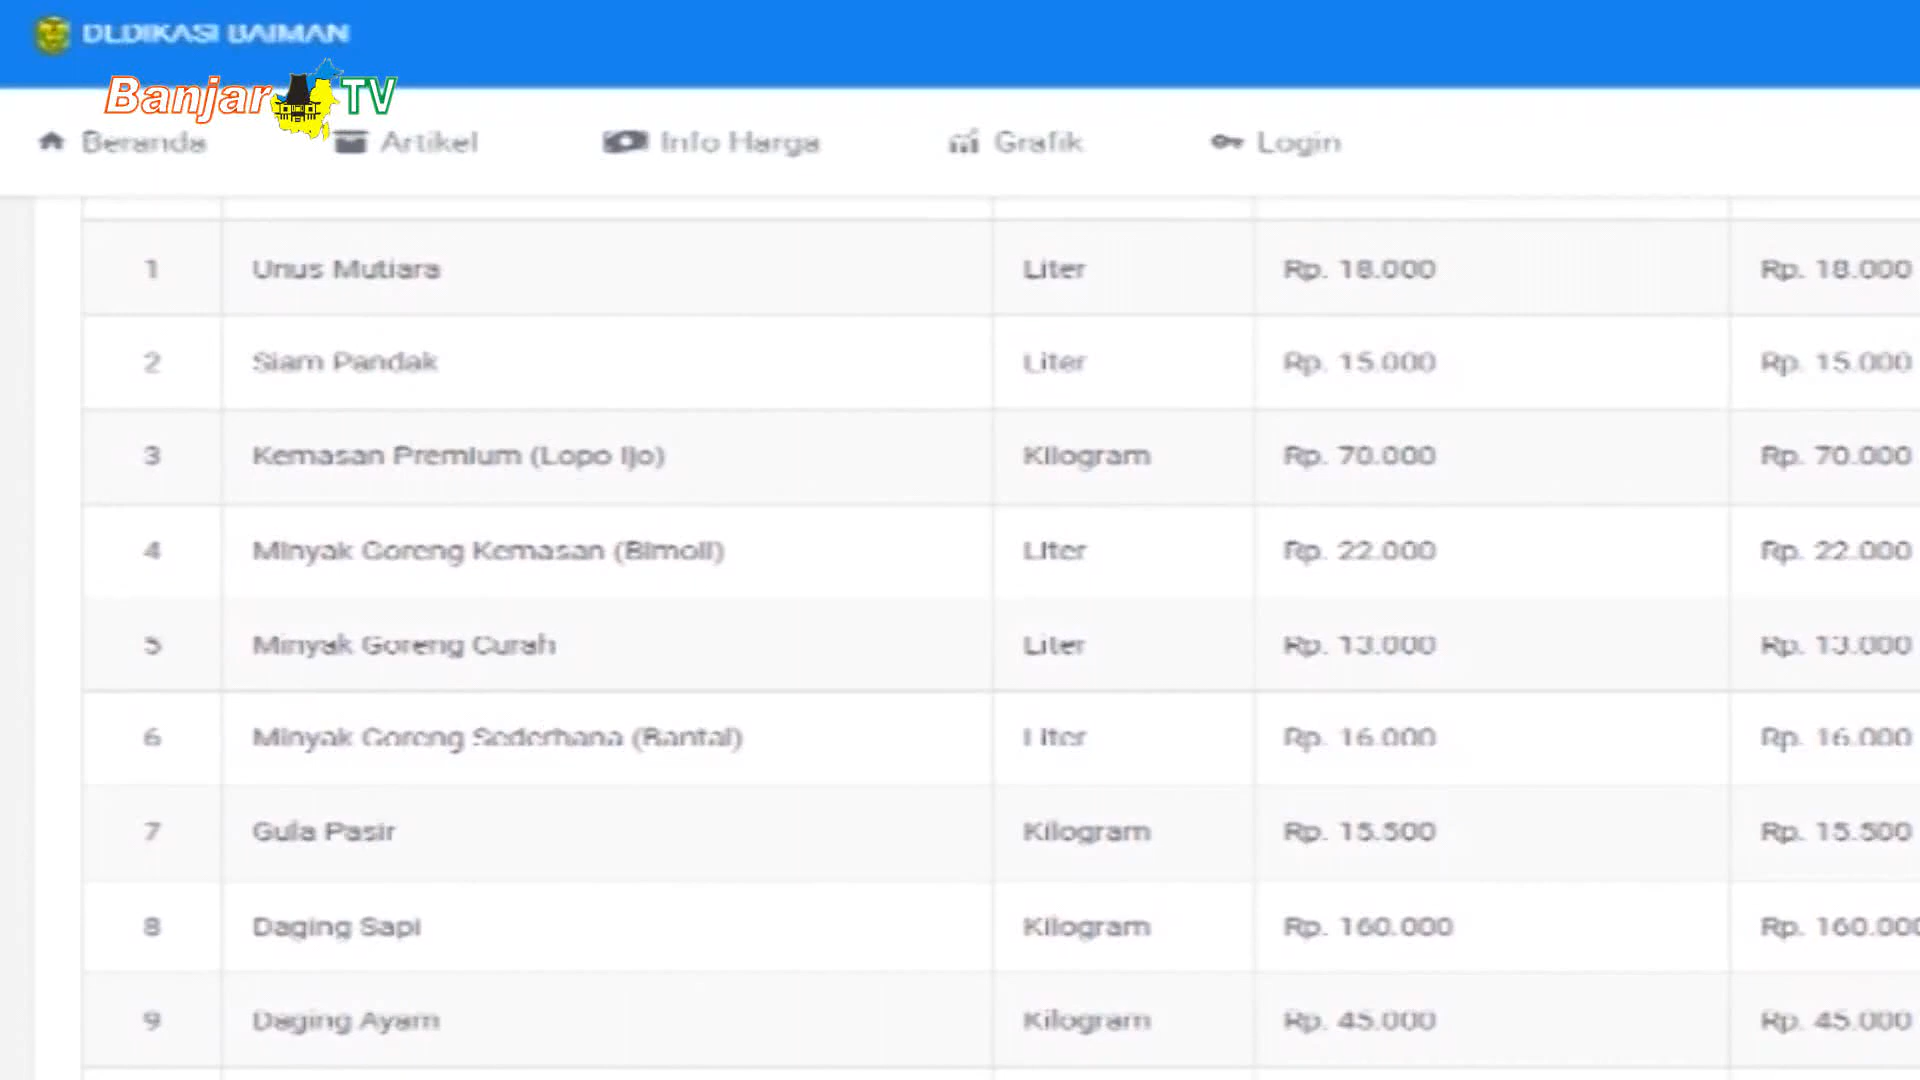 DEDIKASI BAIMAN
Banjar TV
Beranda Artikel Info Harga Grafik Login
1 Unus Mutiara Liter Rp. 18.000 Rp. 18.000
2 Siam Pandak Liter Rp. 15.000 Rp. 15.000
3 Kemasan Premium (Lopo Ijo) Kilogram Rp. 70.000 Rp. 70.000
4 Minyak Goreng Kemasan (Bimoli) Liter Rp. 22.000 Rp. 22.000
5 Minyak Goreng Curah Liter Rp. 13.000 Rp. 13.000
6 Minyak Goreng Sederhana (Bantal) Liter Rp. 16.000 Rp. 16.000
7 Gula Pasir Kilogram Rp. 15.500 Rp. 15.500
8 Daging Sapi Kilogram Rp. 160.000 Rp. 160.000
9 Daging Ayam Kilogram Rp. 45.000 Rp. 45.000